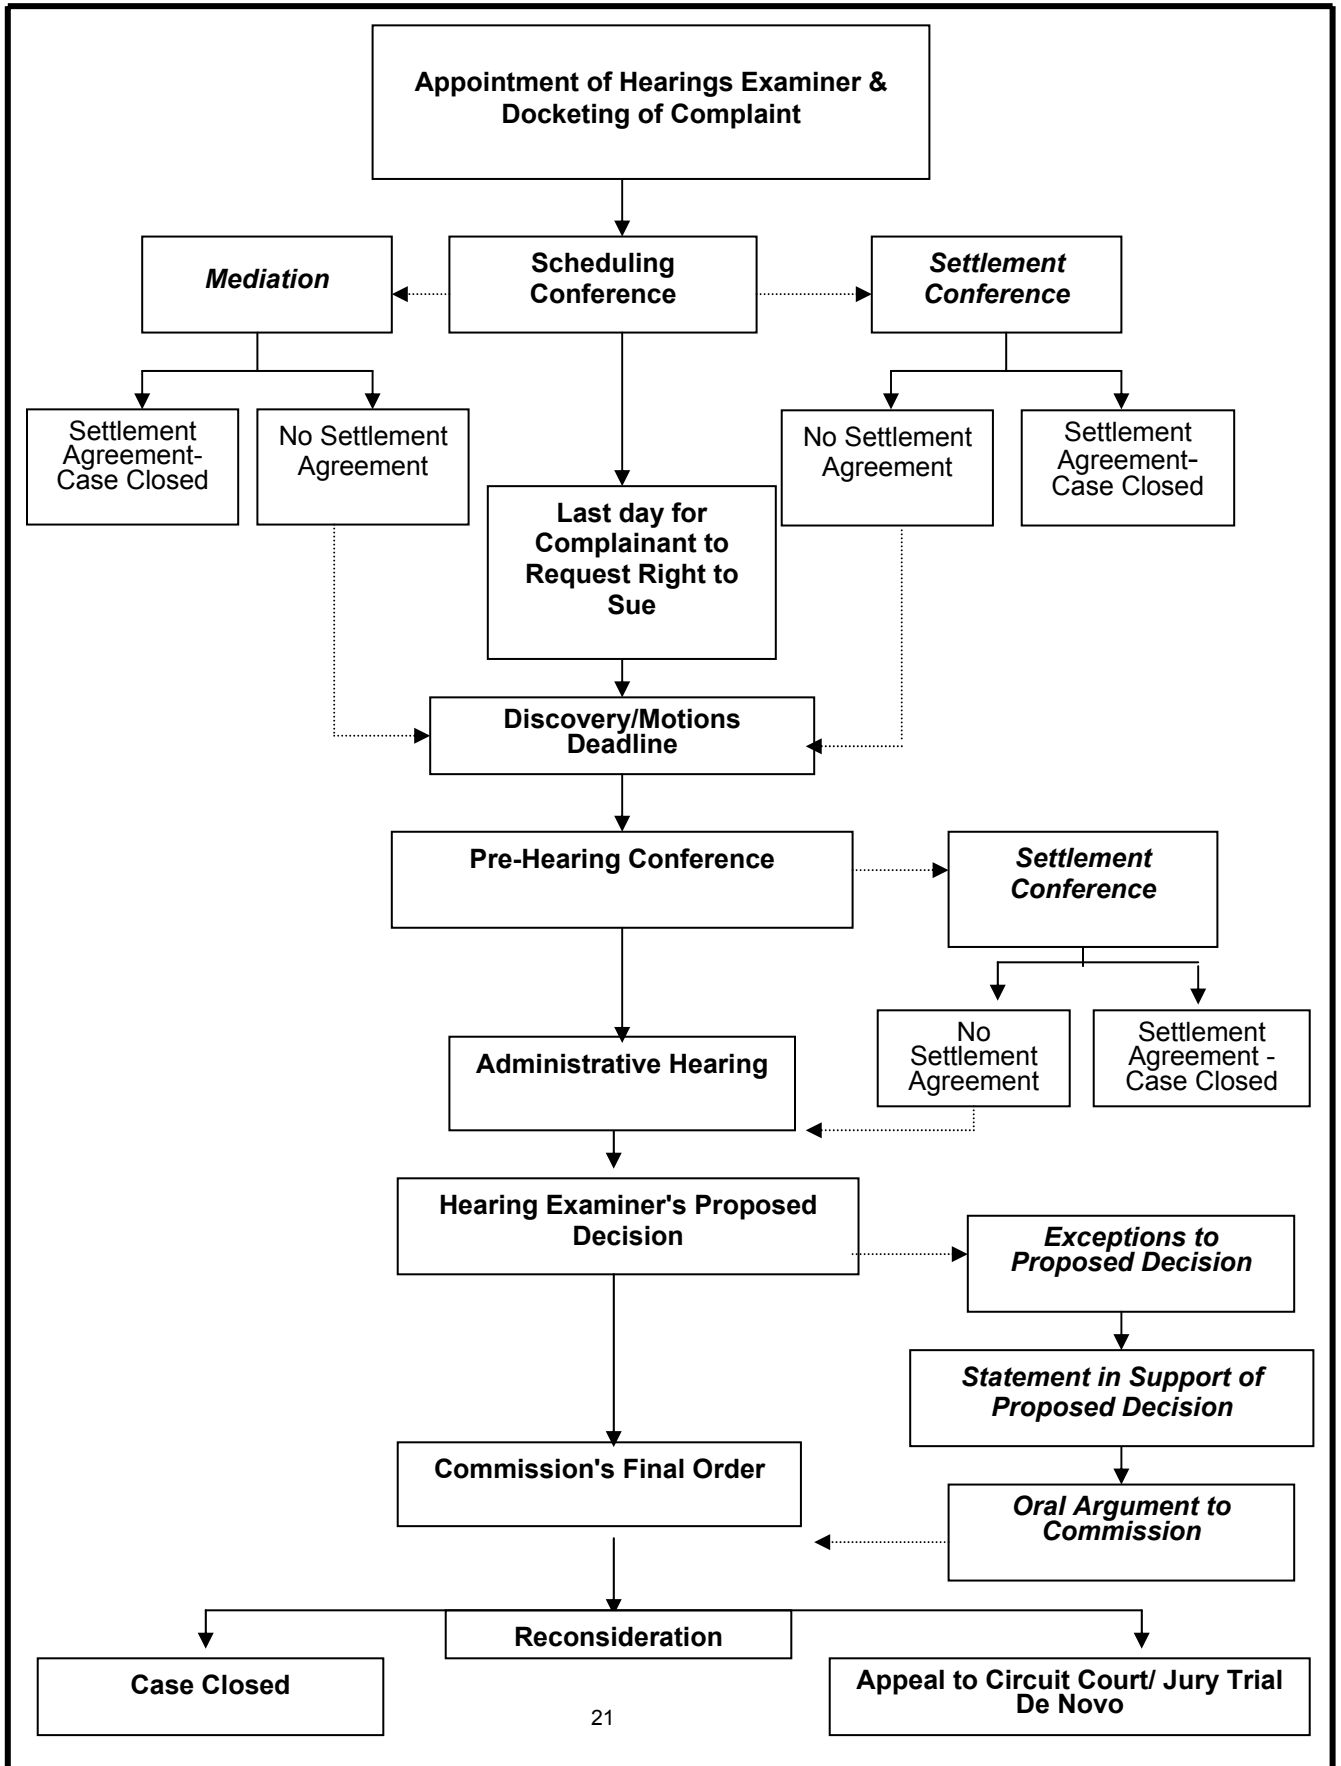 Appointment of Hearings Examiner &
Docketing of Complaint
Mediation
Scheduling
Conference
Settlement
Conference
Settlement
Agreement-
Case Closed
No Settlement
Agreement
No Settlement
Agreement
Settlement
Agreement-
Case Closed
Last day for
Complainant to
Request Right to
Sue
Discovery/Motions
Deadline
Pre-Hearing Conference
Settlement
Conference
No
Settlement
Agreement
Settlement
Agreement -
Case Closed
Administrative Hearing
Hearing Examiner's Proposed
Decision
Exceptions to
Proposed Decision
Statement in Support of
Proposed Decision
Commission's Final Order
Oral Argument to
Commission
Reconsideration
Case Closed
Appeal to Circuit Court/ Jury Trial
De Novo
21